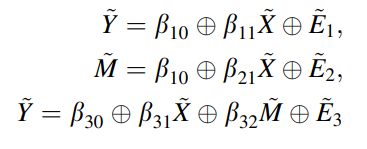 Ỹ = β10 ⊕ β11X̃ ⊕ Ẽ1,
M̃ = β10 ⊕ β21X̃ ⊕ Ẽ2,
Ỹ = β30 ⊕ β31X̃ ⊕ β32M̃ ⊕ Ẽ3